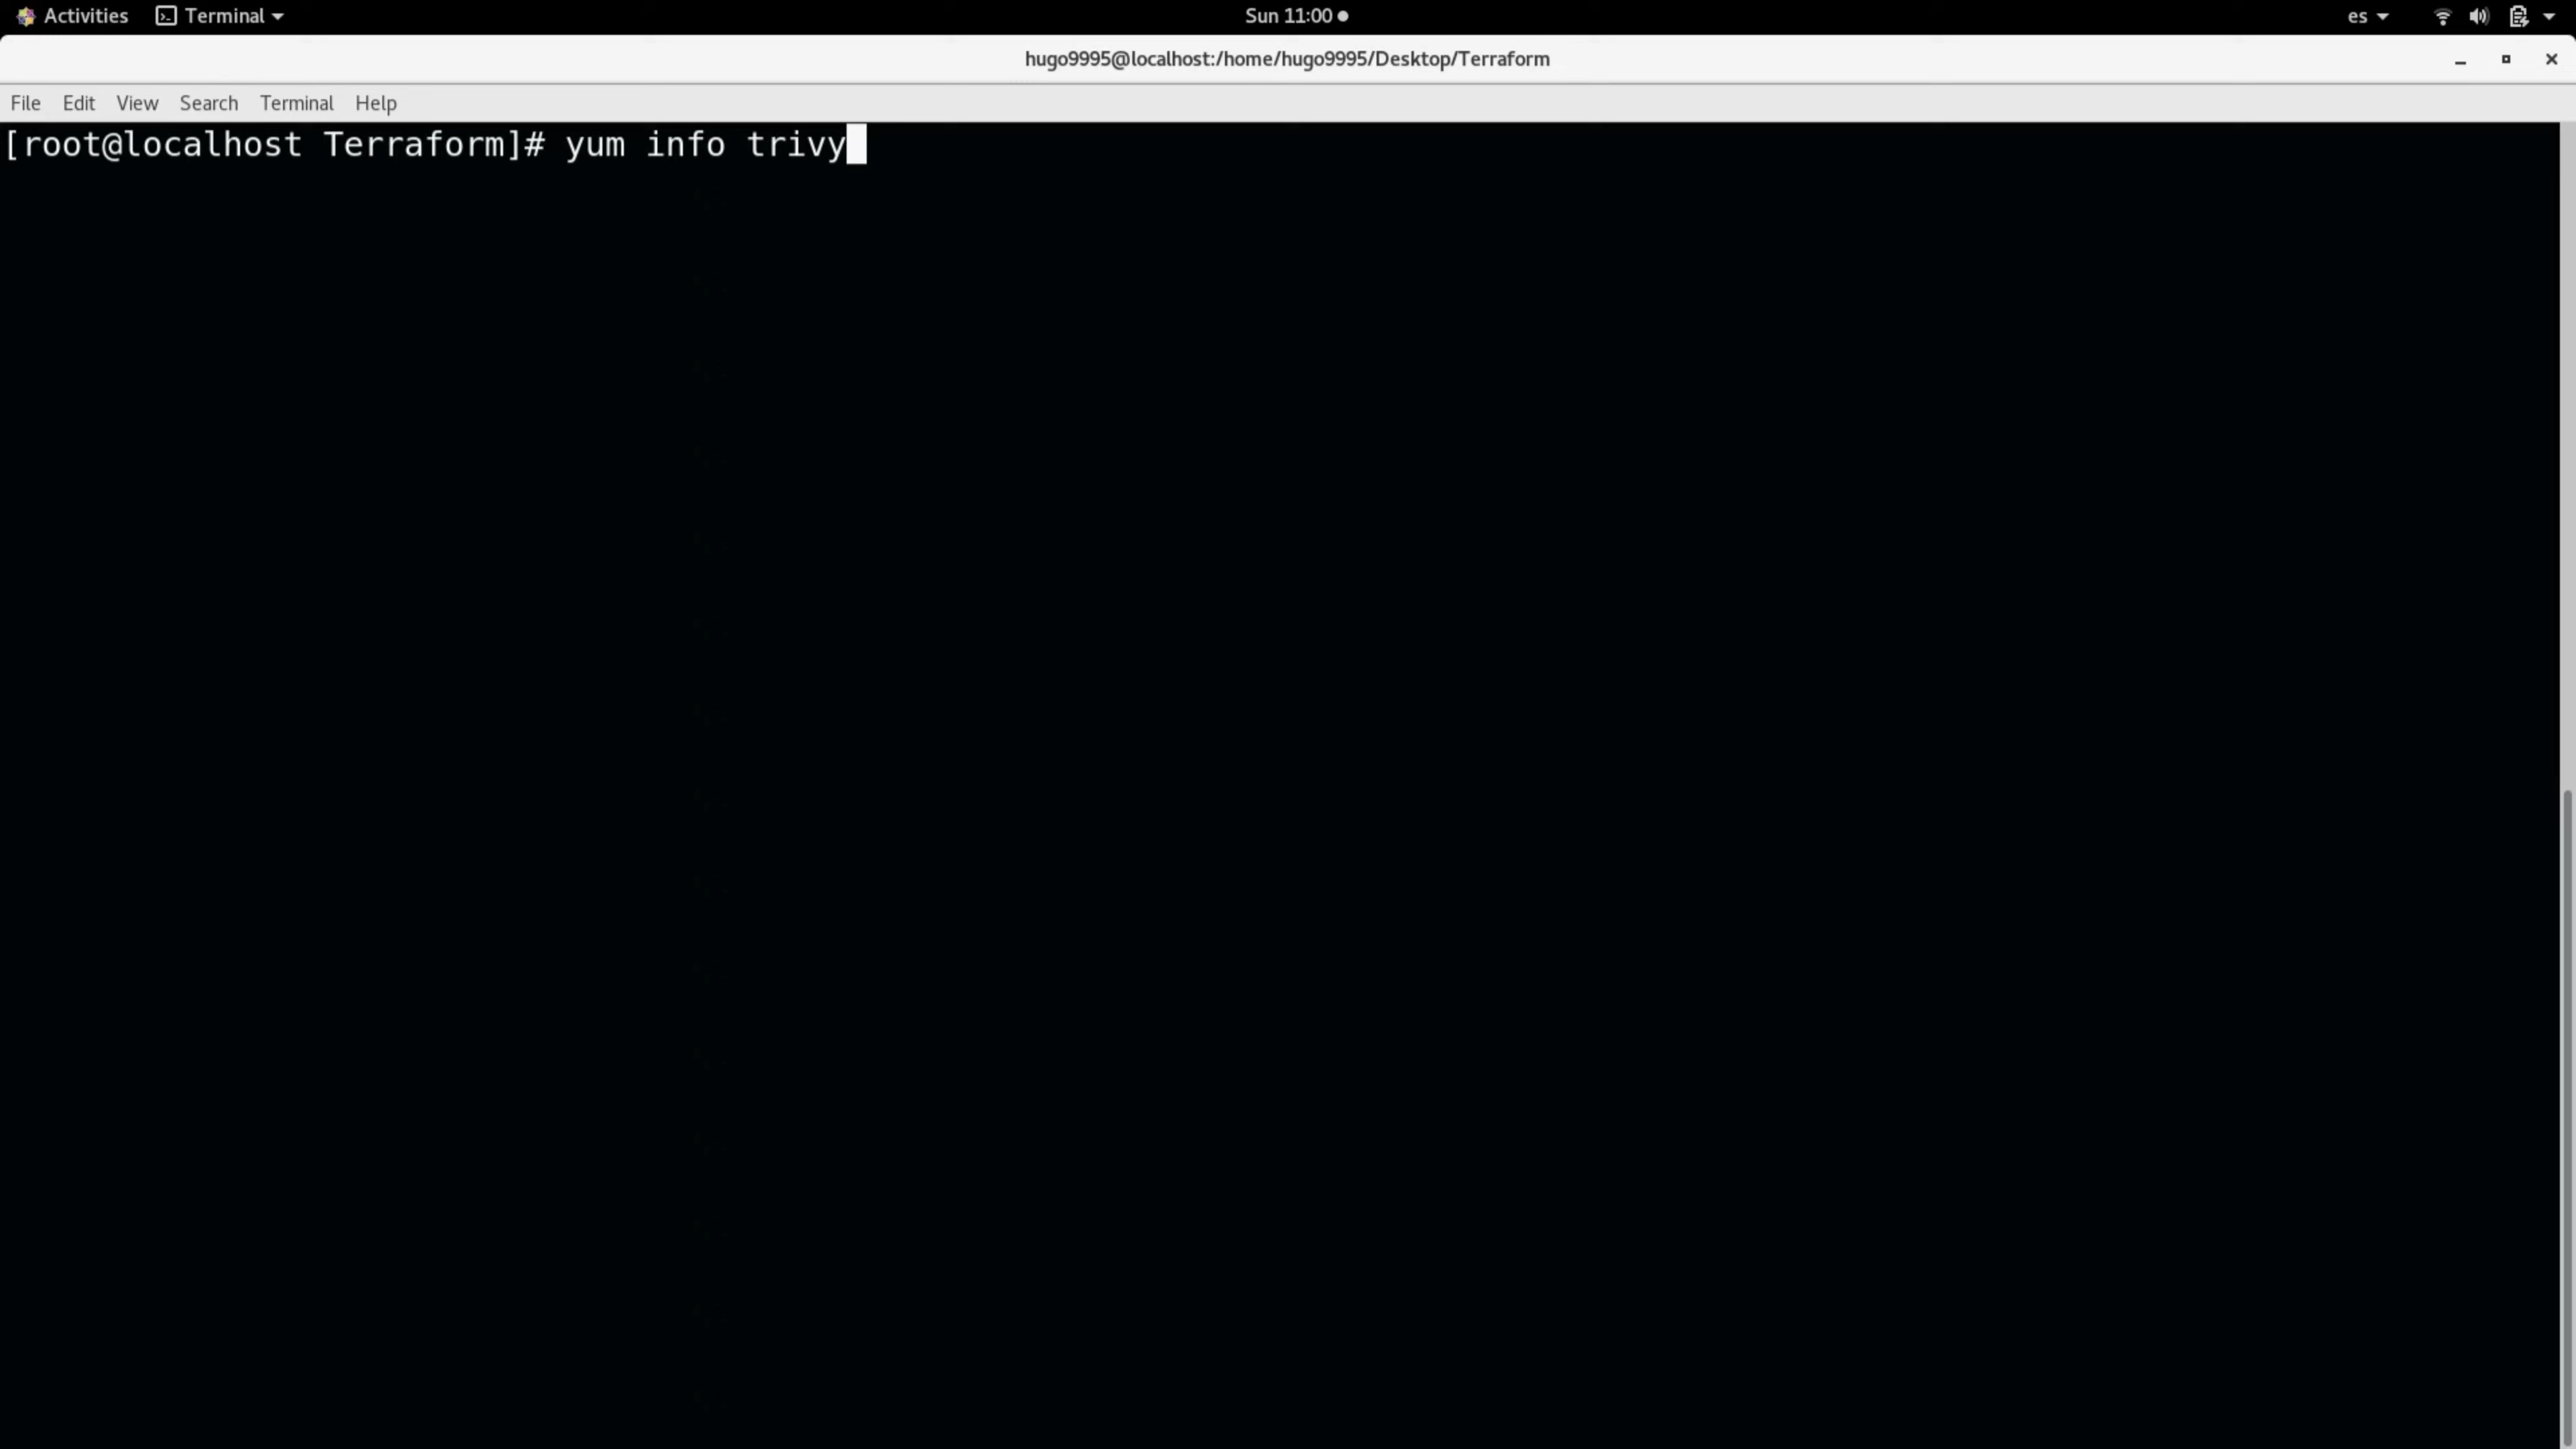 Activities Terminal Sun 11:00 es
hugo9995@localhost:/home/hugo9995/Desktop/Terraform
File Edit View Search Terminal Help
[root@localhost Terraform]# yum info trivy